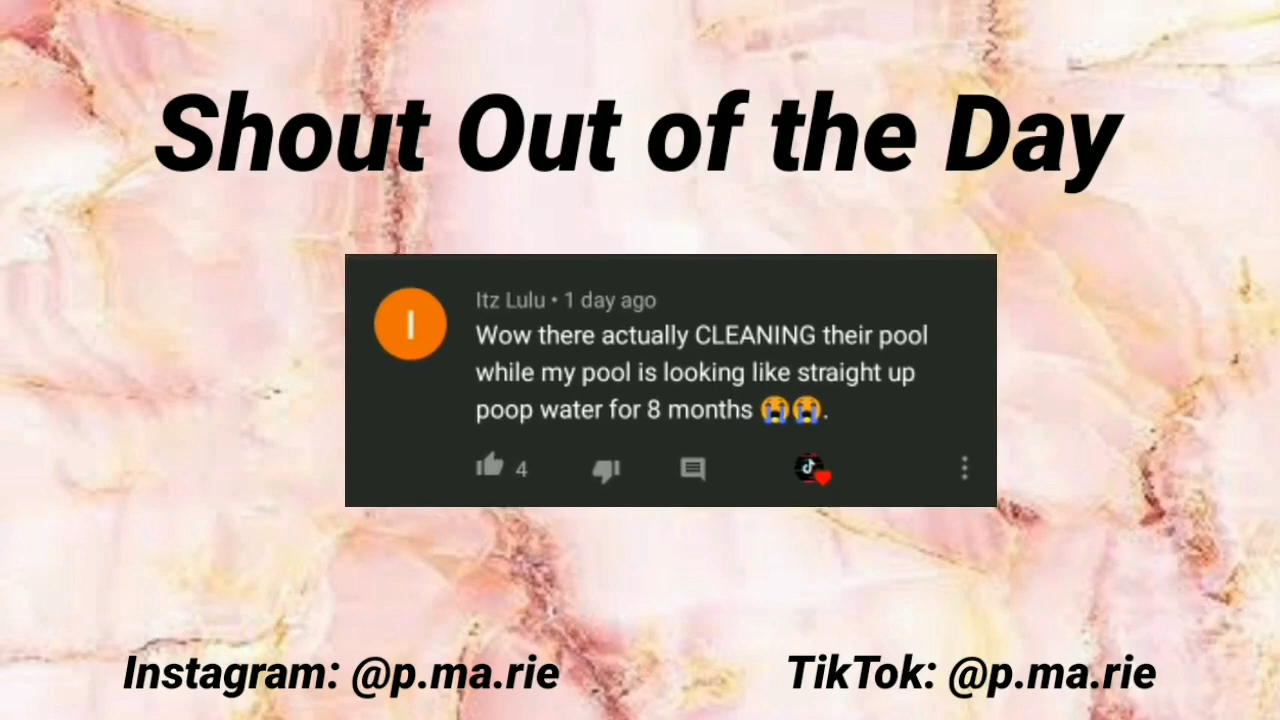 Shout Out of the Day
I
Itz Lulu • 1 day ago
Wow there actually CLEANING their pool
while my pool is looking like straight up
poop water for 8 months 😭😭.
4
Instagram: @p.ma.rie
TikTok: @p.ma.rie